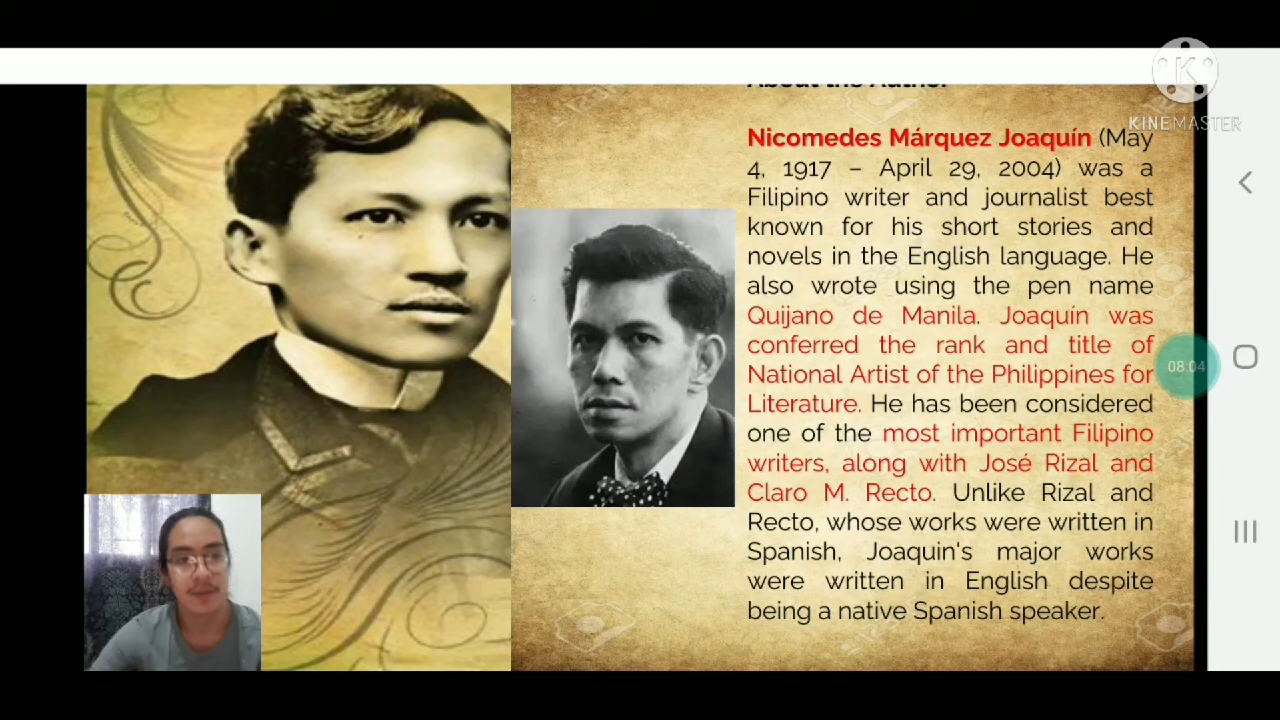 About the Author
KINEMASTER
Nicomedes Márquez Joaquín (May
4, 1917 – April 29, 2004) was a
Filipino writer and journalist best
known for his short stories and
novels in the English language. He
also wrote using the pen name
Quijano de Manila. Joaquín was
conferred the rank and title of
National Artist of the Philippines for
Literature. He has been considered
one of the most important Filipino
writers, along with José Rizal and
Claro M. Recto. Unlike Rizal and
Recto, whose works were written in
Spanish, Joaquin's major works
were written in English despite
being a native Spanish speaker.
08:04